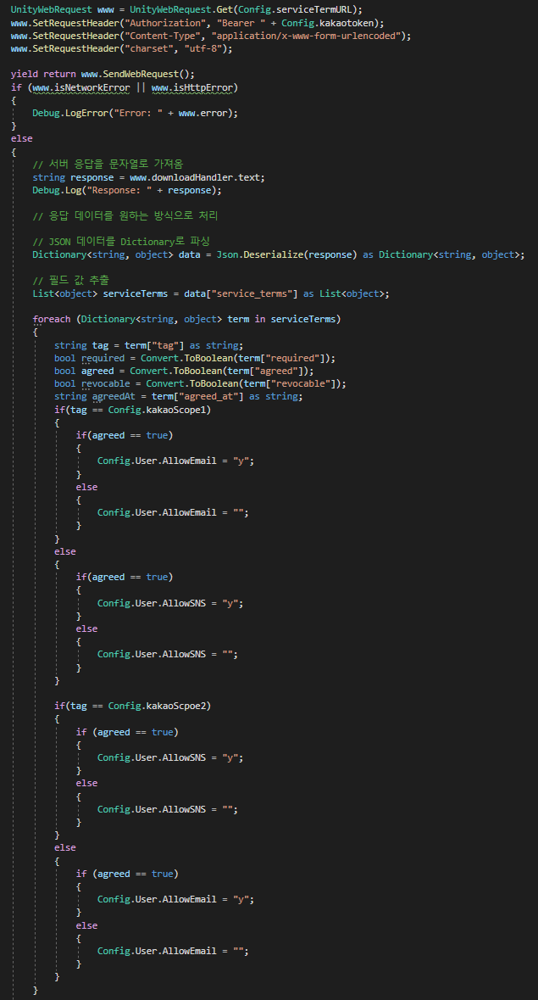 UnityWebRequest www = UnityWebRequest.Get(Config.serviceTermURL);
www.SetRequestHeader("Authorization", "Bearer " + Config.kakaotoken);
www.SetRequestHeader("Content-Type", "application/x-www-form-urlencoded");
www.SetRequestHeader("charset", "utf-8");
yield return www.SendWebRequest();
if (www.isNetworkError || www.isHttpError)
{
Debug.LogError("Error: " + www.error);
}
else
{
// 서버 응답을 문자열로 가져옴
string response = www.downloadHandler.text;
Debug.Log("Response: " + response);
// 응답 데이터를 원하는 방식으로 처리
// JSON 데이터를 Dictionary로 파싱
Dictionary<string, object> data = Json.Deserialize(response) as Dictionary<string, object>;
// 필드 값 추출
List<object> serviceTerms = data["service_terms"] as List<object>;
foreach (Dictionary<string, object> term in serviceTerms)
{
string tag = term["tag"] as string;
bool required = Convert.ToBoolean(term["required"]);
bool agreed = Convert.ToBoolean(term["agreed"]);
bool revocable = Convert.ToBoolean(term["revocable"]);
string agreedAt = term["agreed_at"] as string;
if(tag == Config.kakaoScope1)
{
if(agreed == true)
{
Config.User.AllowEmail = "y";
}
else
{
Config.User.AllowEmail = "";
}
}
else
{
if(agreed == true)
{
Config.User.AllowSNS = "y";
}
else
{
Config.User.AllowSNS = "";
}
}
if(tag == Config.kakaoScpoe2)
{
if (agreed == true)
{
Config.User.AllowSNS = "y";
}
else
{
Config.User.AllowSNS = "";
}
}
else
{
if (agreed == true)
{
Config.User.AllowEmail = "y";
}
else
{
Config.User.AllowEmail = "";
}
}
}